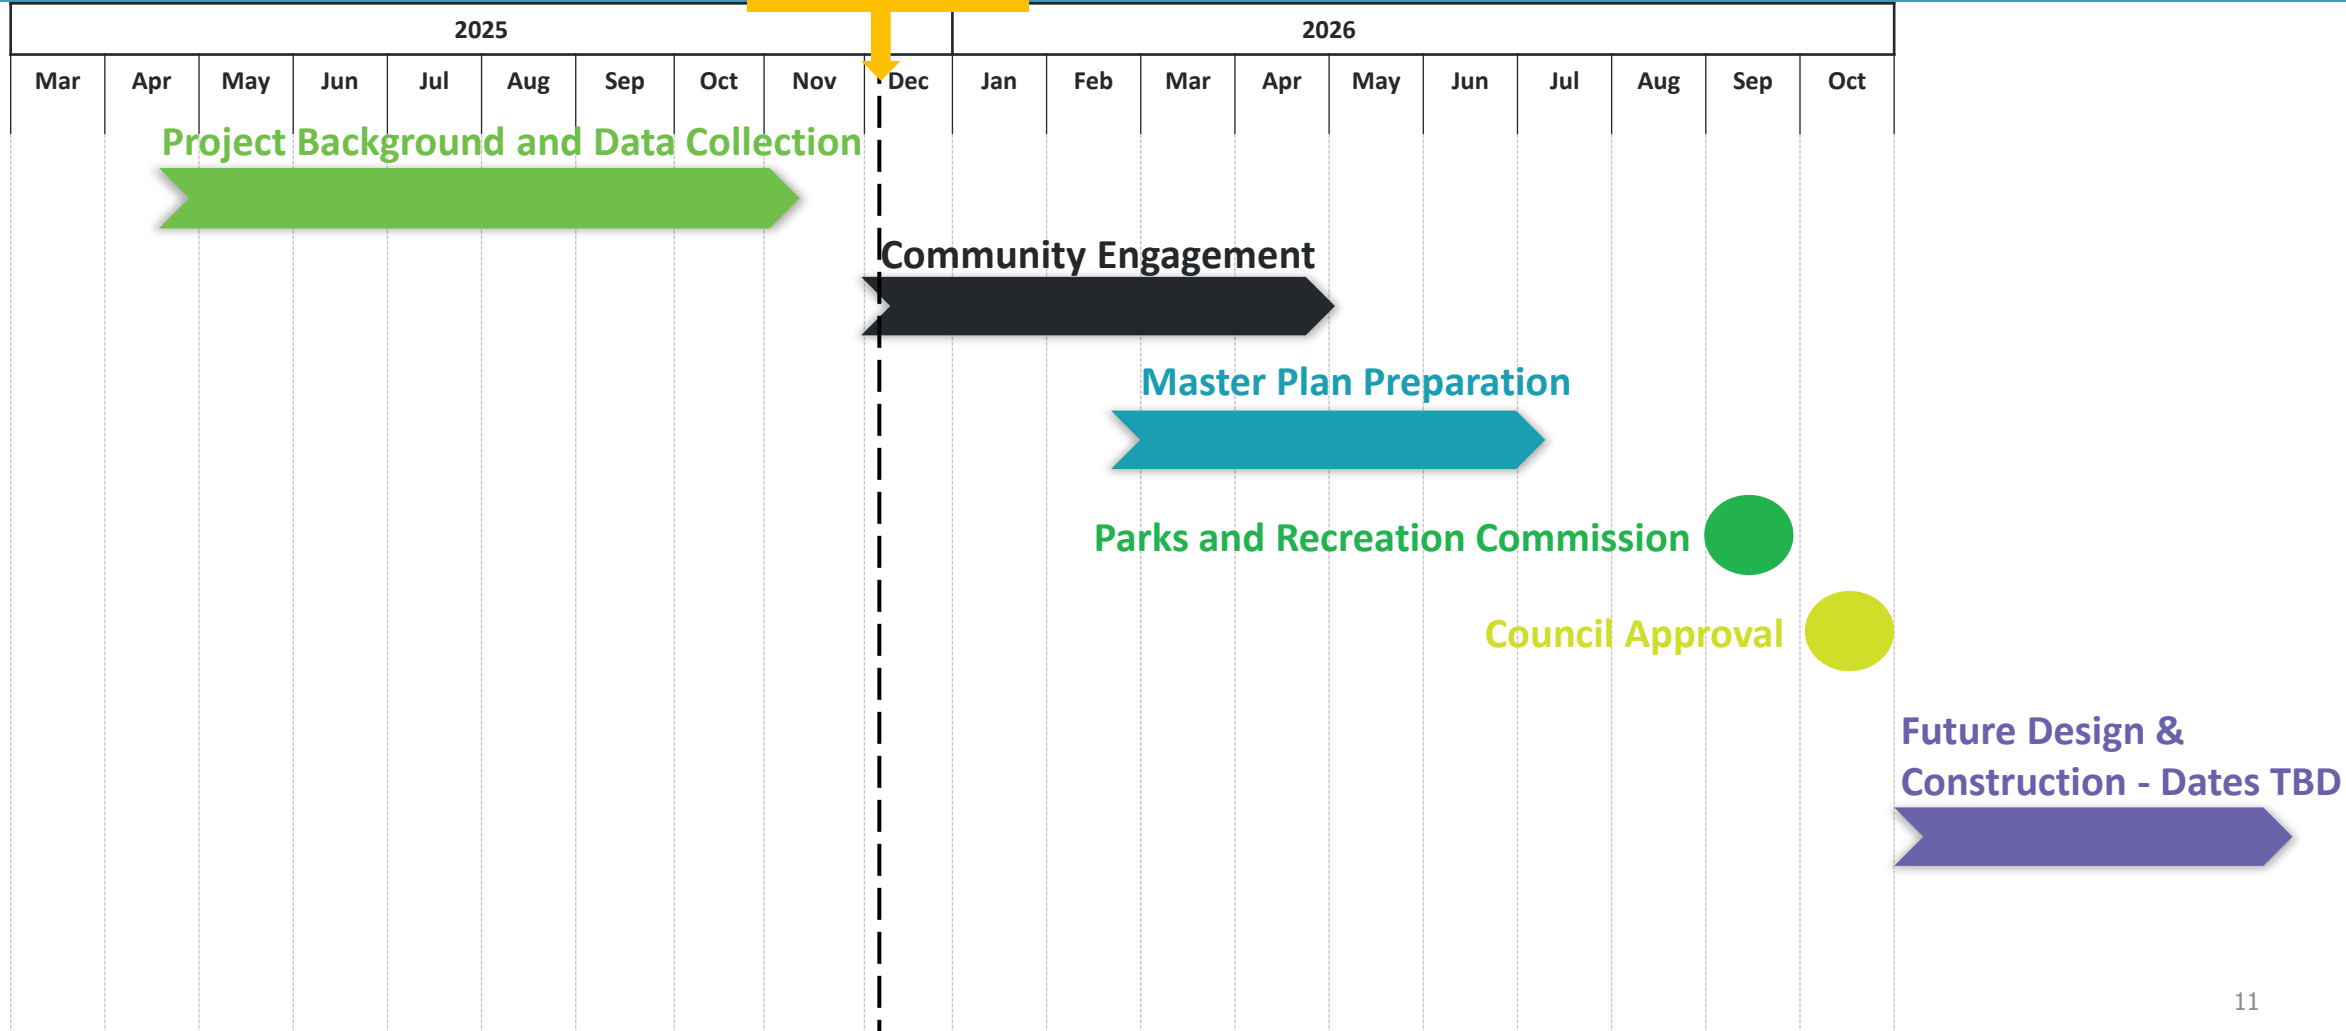 2025 2026
Mar Apr May Jun Jul Aug Sep Oct Nov Dec Jan Feb Mar Apr May Jun Jul Aug Sep Oct
Project Background and Data Collection
Community Engagement
Master Plan Preparation
Parks and Recreation Commission
Council Approval
Future Design &
Construction - Dates TBD
11